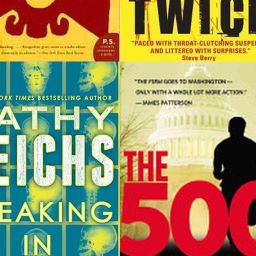 TWIC
"PACED WITH THROAT-CLUTCHING SUSPE
AND LITTERED WITH SURPRISES."
Steve Berry
P.S.
YORK TIMES BESTSELLING AUTHOR
ATHY
EICHS
EAKING
IN
"THE FIRM GOES TO WASHINGTON—
ONLY WITH A WHOLE LOT MORE ACTION."
—JAMES PATTERSON
THE
500